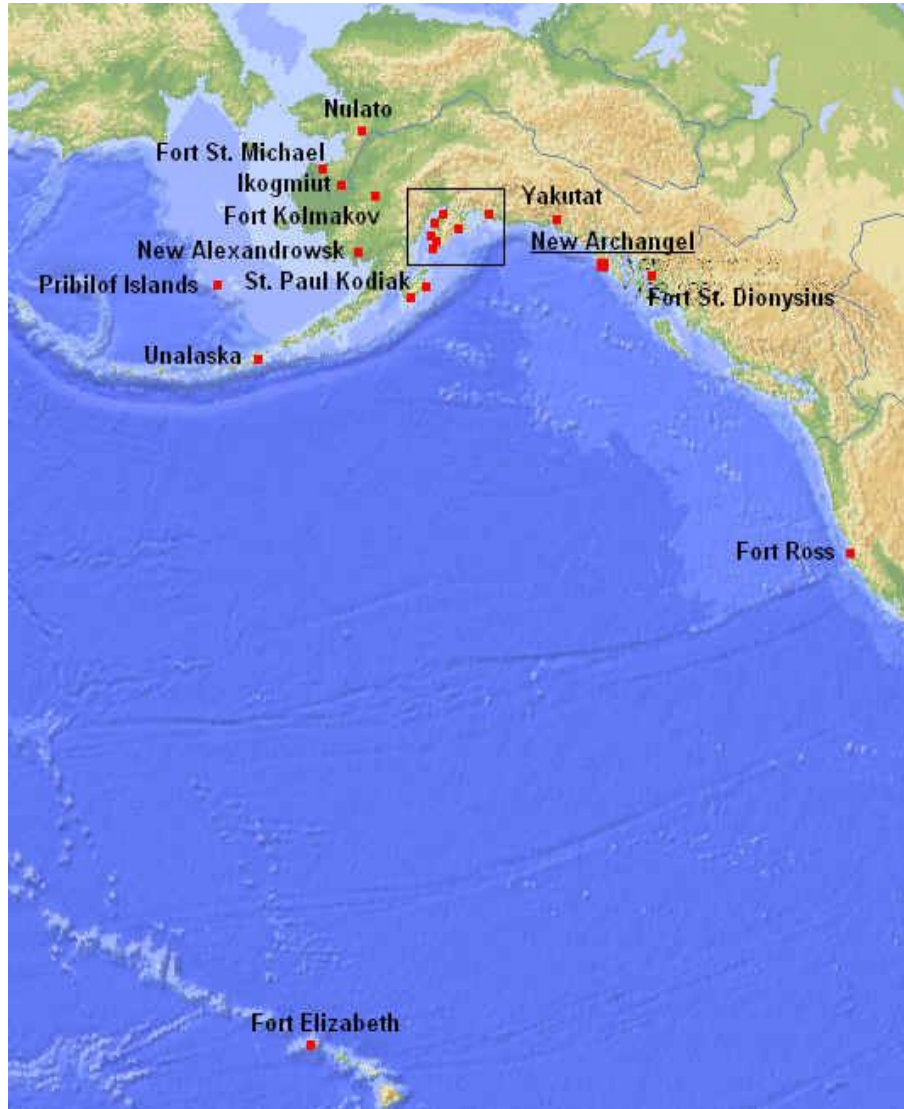 Nulato
Fort St. Michael
Ikogmiut
Fort Kolmakov
Yakutat
New Archangel
New Alexandrowsk
Pribilof Islands
St. Paul Kodiak
Fort St. Dionysius
Unalaska
Fort Ross
Fort Elizabeth